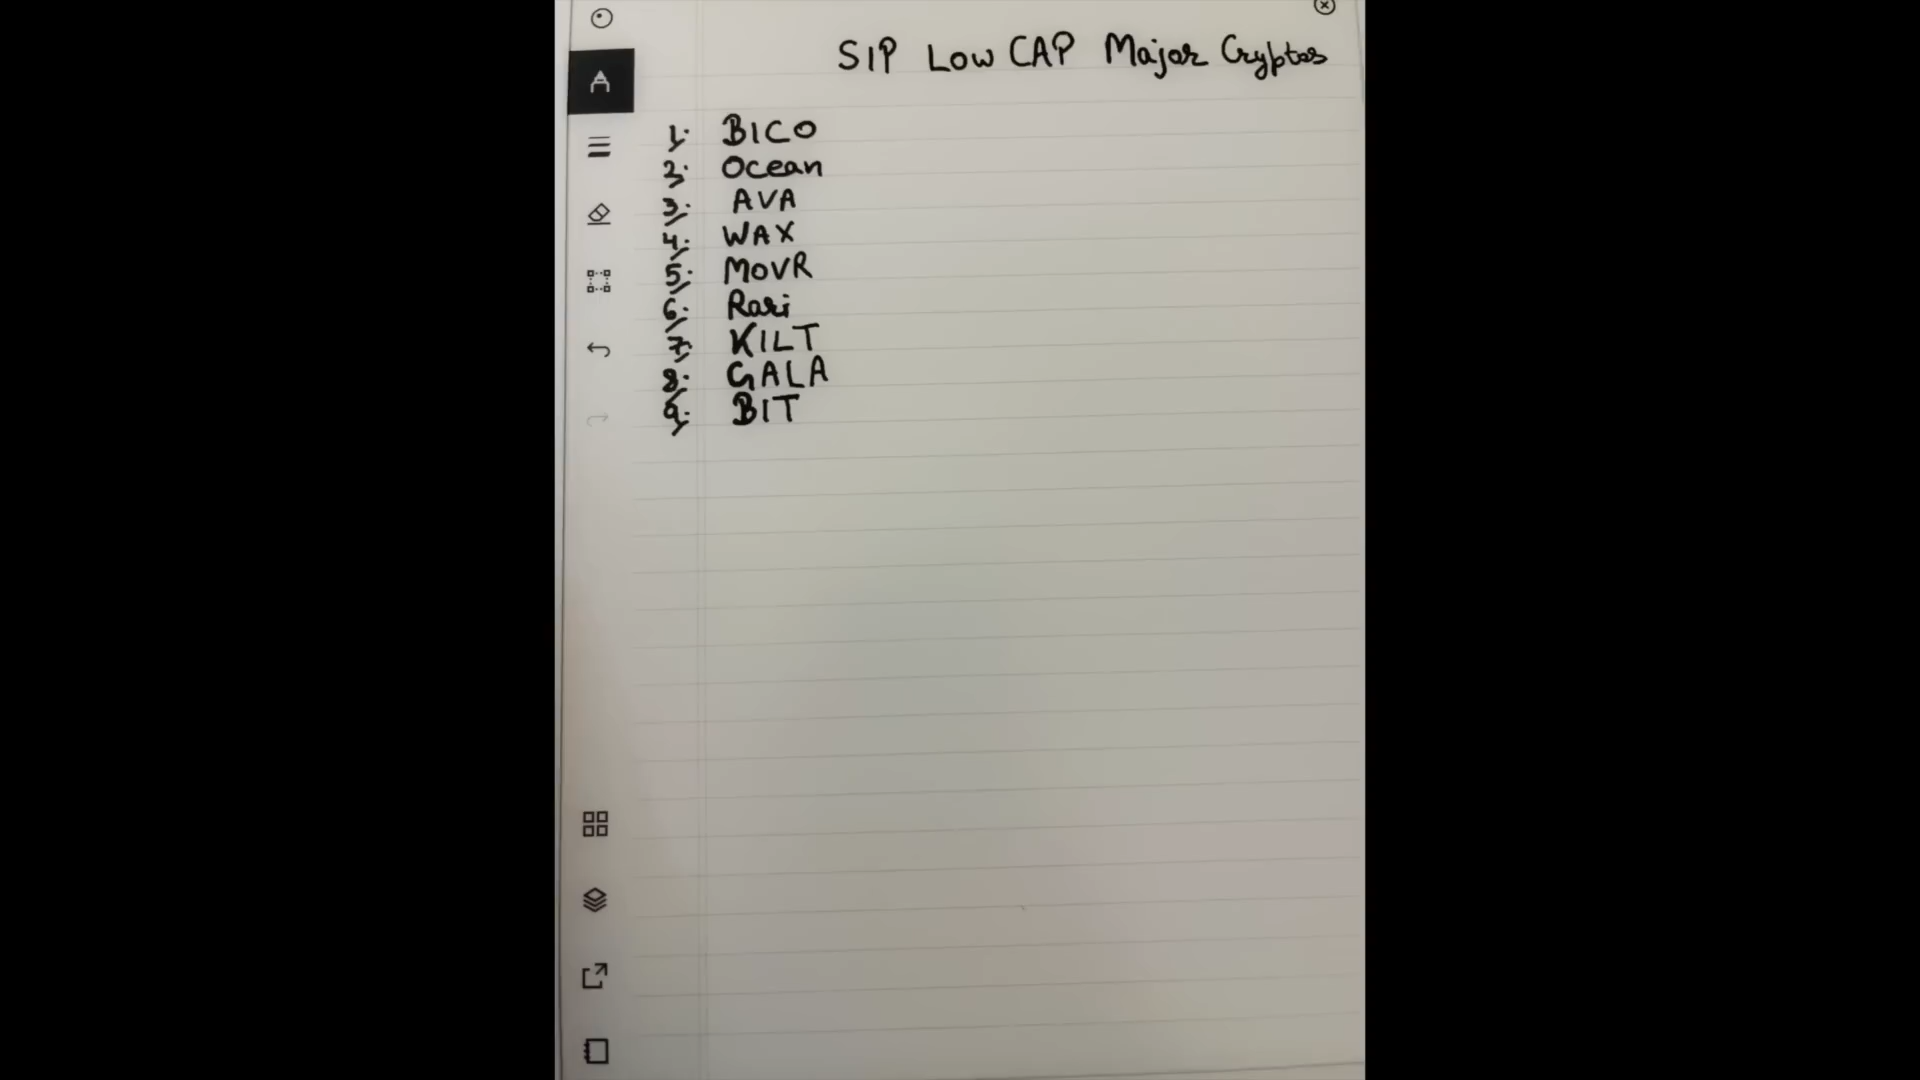 SIP Low CAP Major Cryptos
1. BICO
2. Ocean
3. AVA
4. WAX
5. MOVR
6. Rari
7. KILT
8. GALA
9. BIT